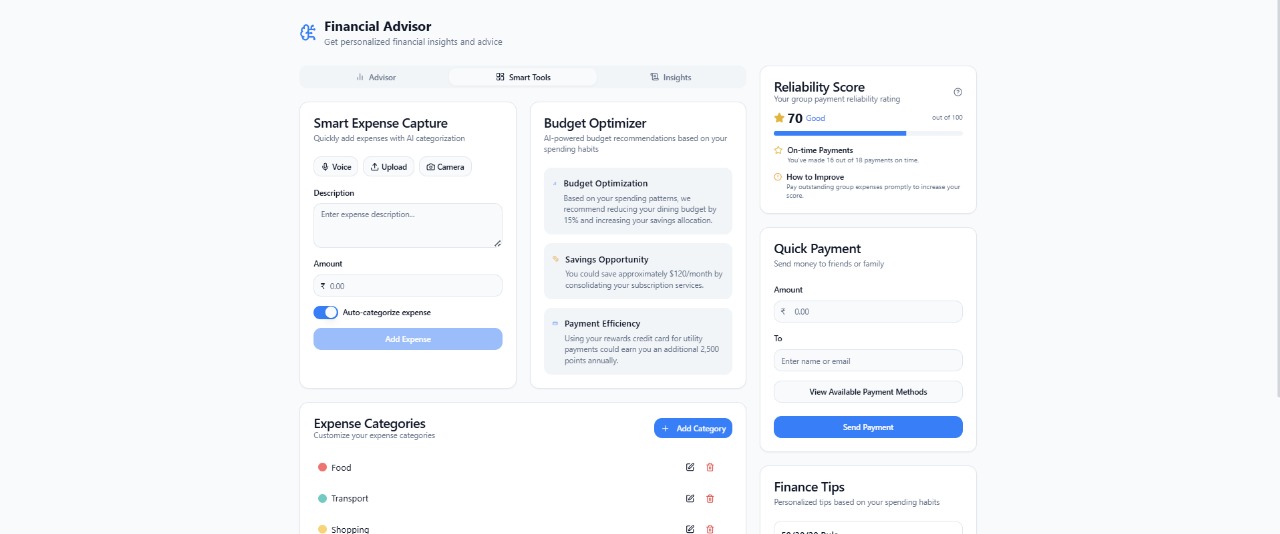 Financial Advisor
Get personalized financial insights and advice
Advisor
Smart Tools
Insights
Smart Expense Capture
Quickly add expenses with AI categorization
Voice
Upload
Camera
Description
Enter expense description...
Amount
₹ 0.00
Auto-categorize expense
Add Expense
Budget Optimizer
AI-powered budget recommendations based on your
spending habits
Budget Optimization
Based on your spending patterns, we
recommend reducing your dining budget by
15% and increasing your savings allocation.
Savings Opportunity
You could save approximately $120/month by
consolidating your subscription services.
Payment Efficiency
Using your rewards credit card for utility
payments could earn you an additional 2,500
points annually.
Expense Categories
Customize your expense categories
+ Add Category
Food
Transport
Shopping
Reliability Score
Your group payment reliability rating
70 Good
out of 100
On-time Payments
You've made 16 out of 18 payments on time.
How to Improve
Pay outstanding group expenses promptly to increase your
score.
Quick Payment
Send money to friends or family
Amount
₹ 0.00
To
Enter name or email
View Available Payment Methods
Send Payment
Finance Tips
Personalized tips based on your spending habits
50/30/20 Rule